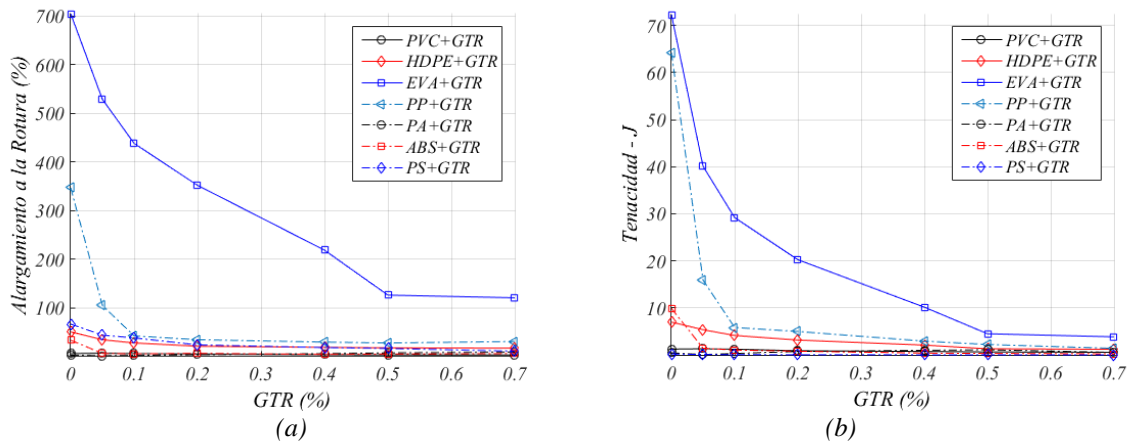 700
600
500
400
300
200
100
Alargamiento a la Rotura (%)
0 0.1 0.2 0.3 0.4 0.5 0.6 0.7
GTR (%)
PVC+GTR
HDPE+GTR
EVA+GTR
PP+GTR
PA+GTR
ABS+GTR
PS+GTR
(a)
70
60
50
40
30
20
10
Tenacidad - J
0 0.1 0.2 0.3 0.4 0.5 0.6 0.7
GTR (%)
PVC+GTR
HDPE+GTR
EVA+GTR
PP+GTR
PA+GTR
ABS+GTR
PS+GTR
(b)